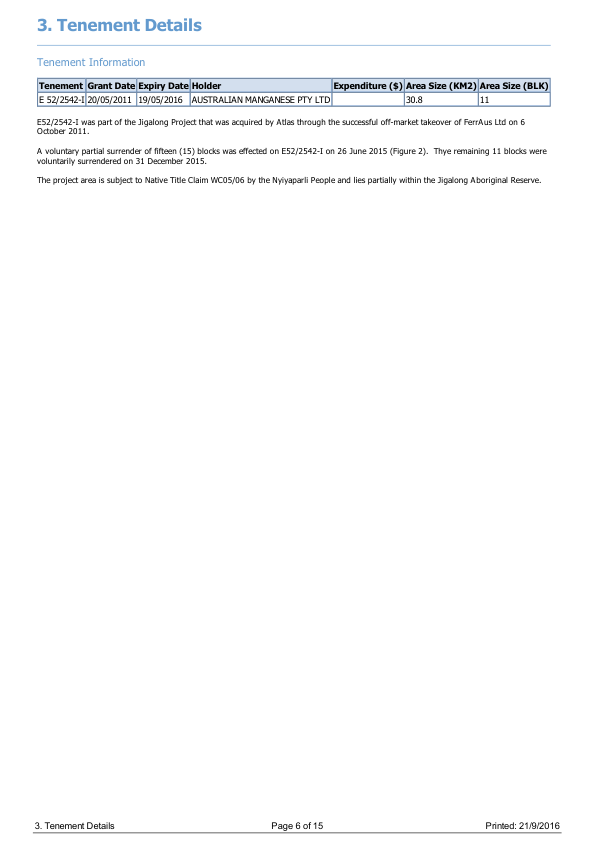 3. Tenement Details
Tenement Information
Tenement Grant Date Expiry Date Holder Expenditure ($) Area Size (KM2) Area Size (BLK)
E 52/2542-I 20/05/2011 19/05/2016 AUSTRALIAN MANGANESE PTY LTD 30.8 11
E52/2542-I was part of the Jigalong Project that was acquired by Atlas through the successful off-market takeover of FerrAus Ltd on 6
October 2011.
A voluntary partial surrender of fifteen (15) blocks was effected on E52/2542-I on 26 June 2015 (Figure 2). Thye remaining 11 blocks were
voluntarily surrendered on 31 December 2015.
The project area is subject to Native Title Claim WC05/06 by the Nyiyaparli People and lies partially within the Jigalong Aboriginal Reserve.
3. Tenement Details Page 6 of 15 Printed: 21/9/2016